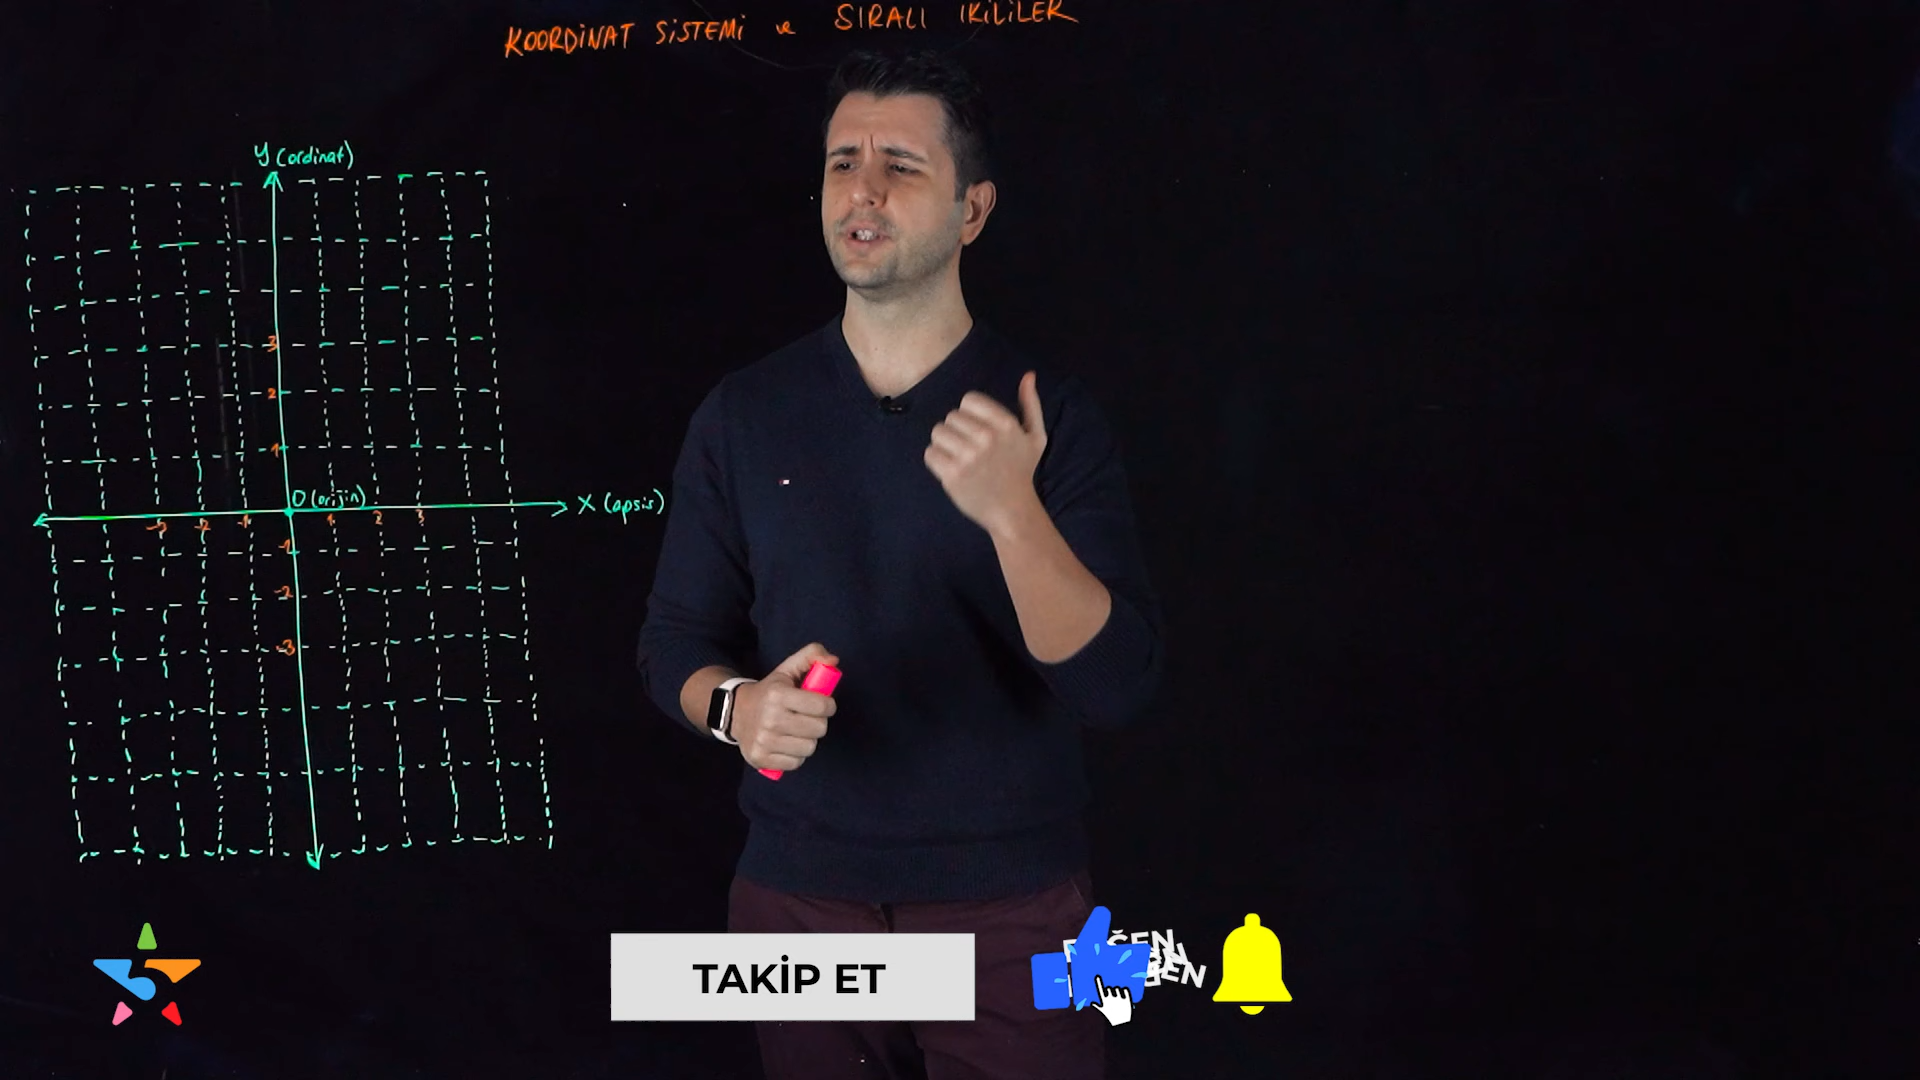 KOORDİNAT SİSTEMİ ve SIRALI İKİLİLER
y (ordinat)
3
2
1
O (orijin)
x (apsis)
-3 -2 -1 1 2 3
-1
-2
-3
5
TAKİP ET